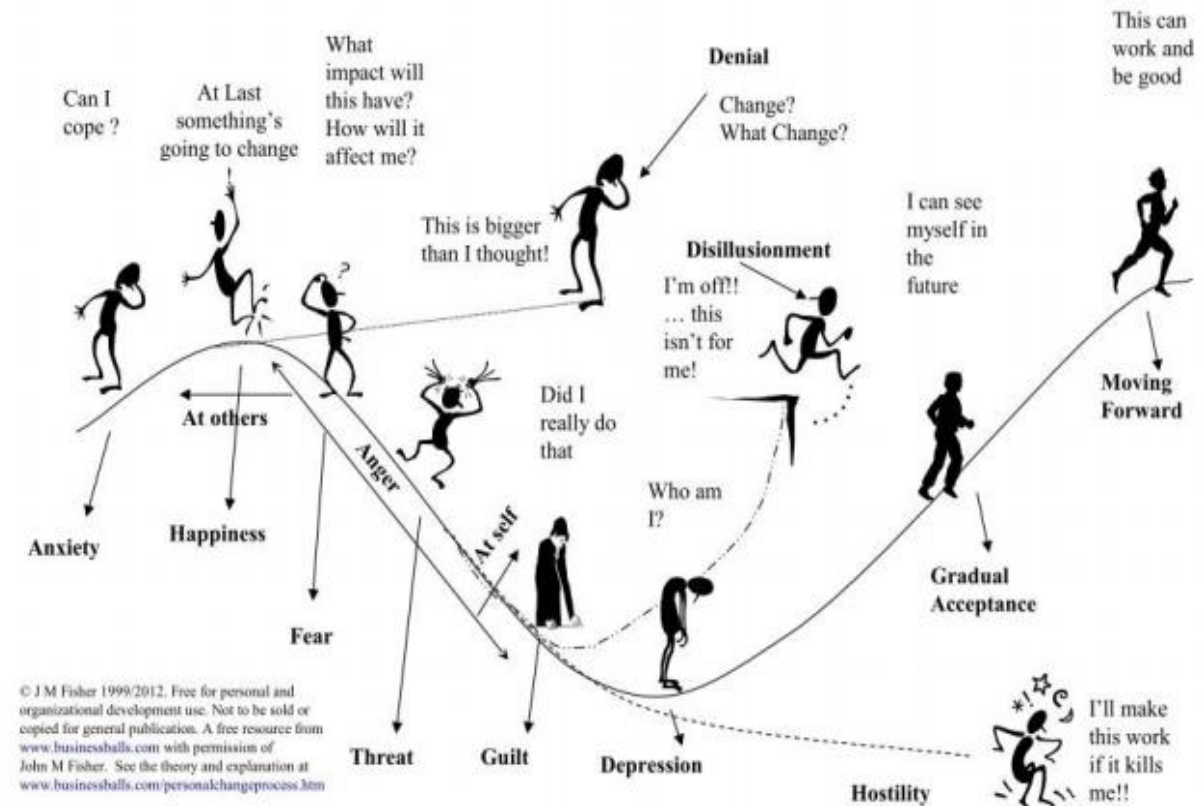 Can I
cope ?
At Last
something's
going to change
!
What
impact will
this have?
How will it
affect me?
?
This is bigger
than I thought!
Denial
Change?
What Change?
Disillusionment
I'm off!!
… this
isn't for
me!
I can see
myself in
the
future
This can
work and
be good
Moving
Forward
At others
Anger
At self
Did I
really do
that
Who am
I?
Anxiety
Happiness
Fear
Threat
Guilt
Depression
Gradual
Acceptance
Hostility
*!
I'll make
this work
if it kills
me!!
© J M Fisher 1999/2012. Free for personal and
organizational development use. Not to be sold or
copied for general publication. A free resource from
www.businessballs.com with permission of
John M Fisher. See the theory and explanation at
www.businessballs.com/personalchangeprocess.htm